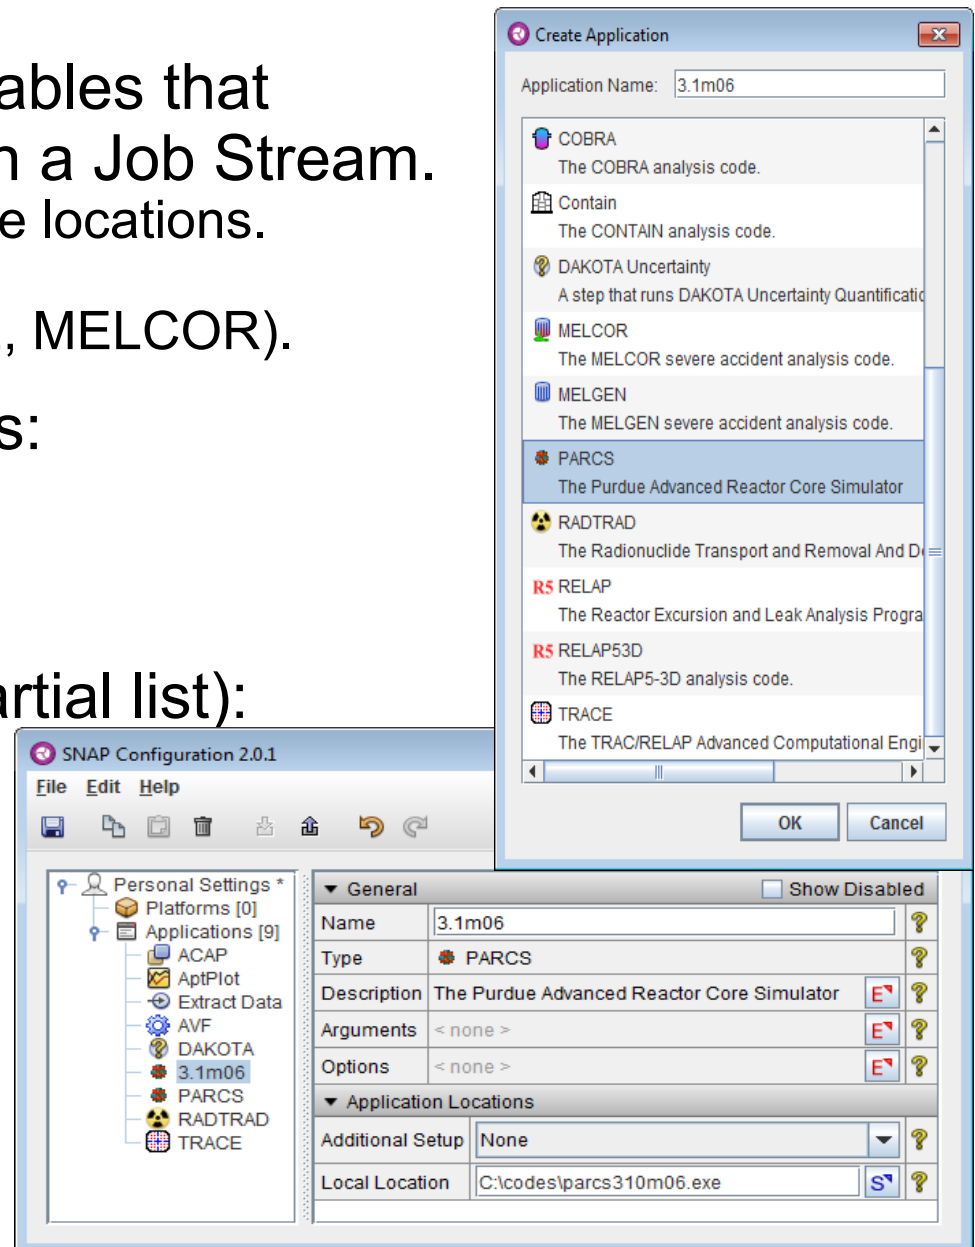 ables that
n a Job Stream.
e locations.
, MELCOR).
s:
artial list):
Create Application
Application Name: 3.1m06
COBRA
The COBRA analysis code.
Contain
The CONTAIN analysis code.
DAKOTA Uncertainty
A step that runs DAKOTA Uncertainty Quantificatio
MELCOR
The MELCOR severe accident analysis code.
MELGEN
The MELGEN severe accident analysis code.
PARCS
The Purdue Advanced Reactor Core Simulator
RADTRAD
The Radionuclide Transport and Removal And D
R5 RELAP
The Reactor Excursion and Leak Analysis Progra
R5 RELAP53D
The RELAP5-3D analysis code.
TRACE
The TRAC/RELAP Advanced Computational Engi
OK Cancel
SNAP Configuration 2.0.1
File Edit Help
Personal Settings *
Platforms [0]
Applications [9]
ACAP
AptPlot
Extract Data
AVF
DAKOTA
3.1m06
PARCS
RADTRAD
TRACE
General Show Disabled
Name 3.1m06
Type PARCS
Description The Purdue Advanced Reactor Core Simulator E
Arguments < none > E
Options < none > E
Application Locations
Additional Setup None
Local Location C:\codes\parcs310m06.exe S